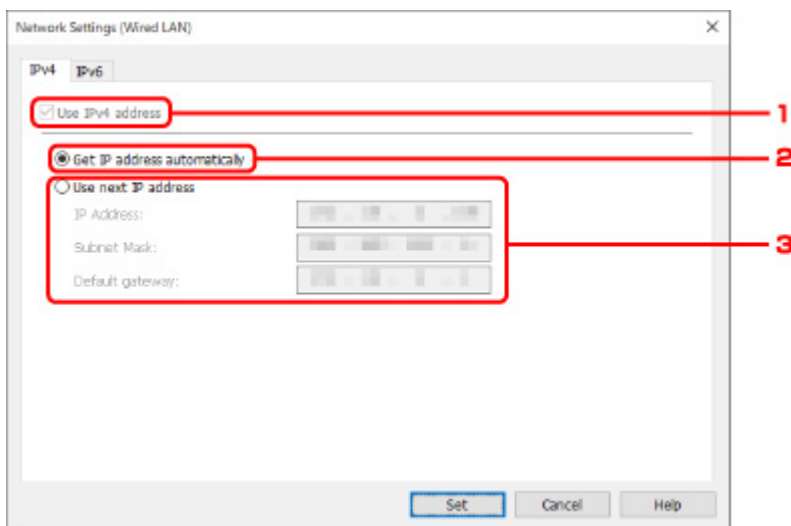 Network Settings (Wired LAN)
IPv4 IPv6
Use IPv4 address
1
Get IP address automatically
2
Use next IP address
IP Address:
Subnet Mask:
3
Default gateway:
Set Cancel Help